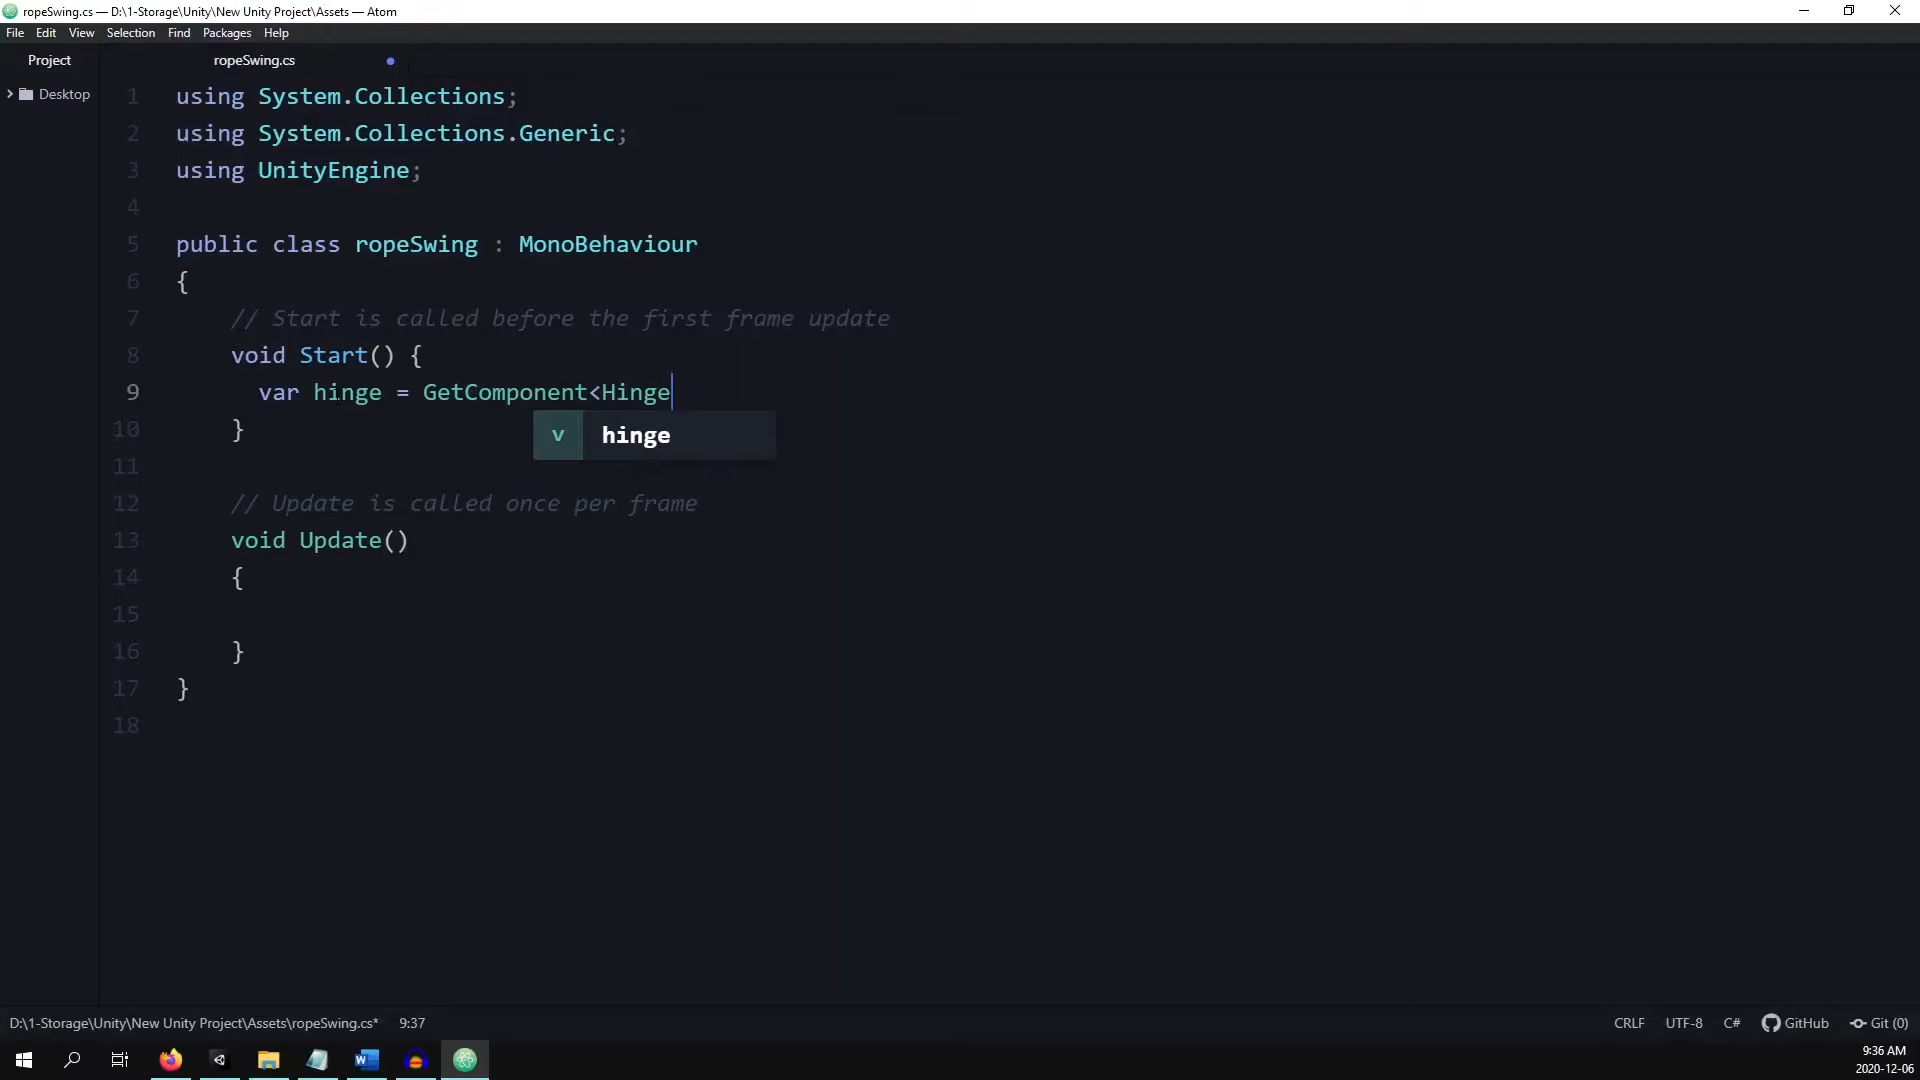 ropeSwing.cs — D:\1-Storage\Unity\New Unity Project\Assets — Atom
File Edit View Selection Find Packages Help
Project ropeSwing.cs
Desktop
1 using System.Collections;
2 using System.Collections.Generic;
3 using UnityEngine;
4
5 public class ropeSwing : MonoBehaviour
6 {
7 // Start is called before the first frame update
8 void Start() {
9 var hinge = GetComponent<Hinge
10 }
v hinge
11
12 // Update is called once per frame
13 void Update()
14 {
15
16 }
17 }
18
D:\1-Storage\Unity\New Unity Project\Assets\ropeSwing.cs* 9:37 CRLF UTF-8 C# GitHub Git (0)
9:36 AM
2020-12-06